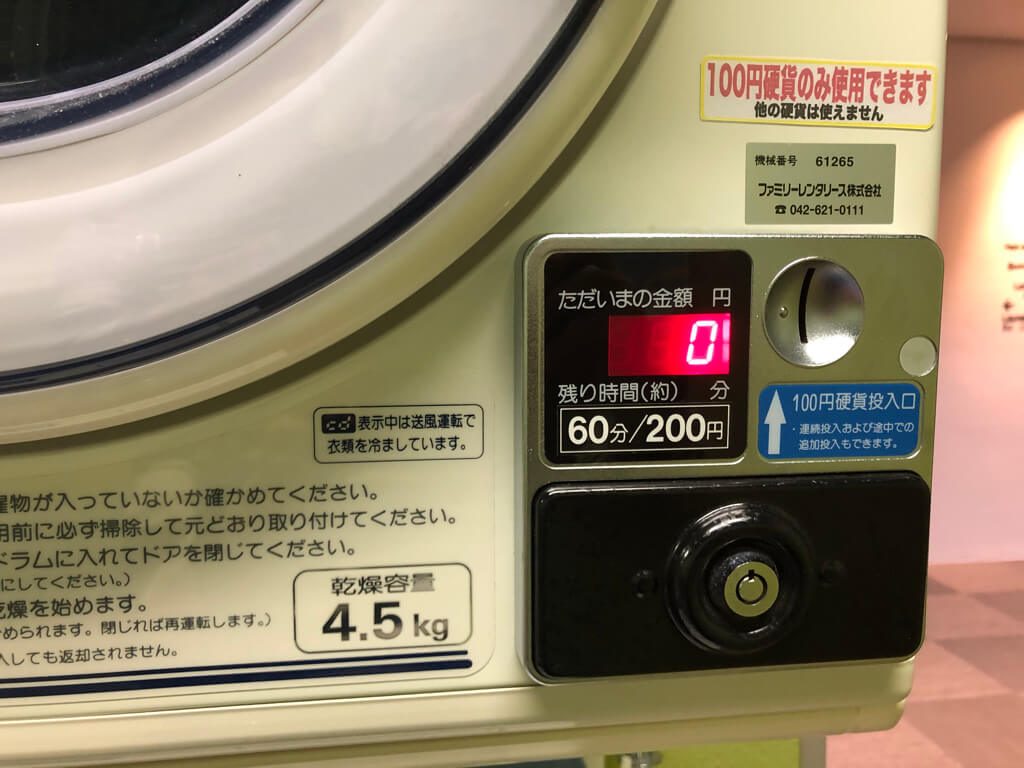 100円硬貨のみ使用できます
他の硬貨は使えません
機械番号 61265
ファミリーレンタリース株式会社
☎ 042-621-0111
ただいまの金額 円
0
残り時間(約) 分
60分/200円
100円硬貨投入口
・連続投入および途中での
追加投入もできます。
cd 表示中は送風運転で
衣類を冷ましています。
物が入っていないか確かめてください。
前に必ず掃除して元どおり取り付けてください。
ドラムに入れてドアを閉じてください。
にしてください。)
燥を始めます。
められます。閉じれば再運転します。)
入しても返却されません。
乾燥容量
4.5kg